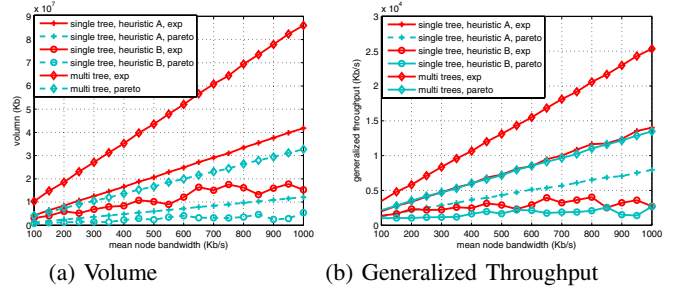 x 10^7
9
8
7
6
5
4
3
2
1
0
volumn (Kb)
single tree, heuristic A, exp
single tree, heuristic A, pareto
single tree, heuristic B, exp
single tree, heuristic B, pareto
multi tree, exp
multi tree, pareto
100 200 300 400 500 600 700 800 900 1000
mean node bandwidth (Kb/s)
(a) Volume
x 10^4
3
2.5
2
1.5
1
0.5
0
generalized throughput (Kb/s)
single tree, heuristic A, exp
single tree, heuristic A, pareto
single tree, heuristic B, exp
single tree, heuristic B, pareto
multi trees, exp
multi trees, pareto
100 200 300 400 500 600 700 800 900 1000
mean node bandwidth (Kb/s)
(b) Generalized Throughput